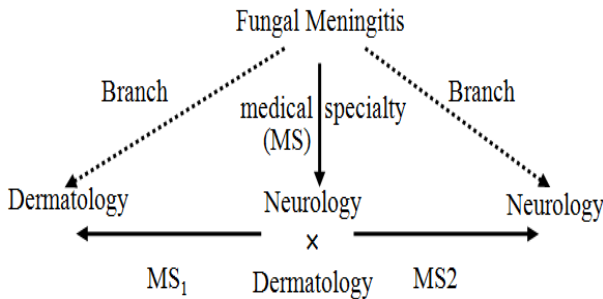 Fungal Meningitis
Branch
medical specialty
(MS)
Branch
Dermatology
Neurology
Neurology
×
Dermatology
MS₁
MS2